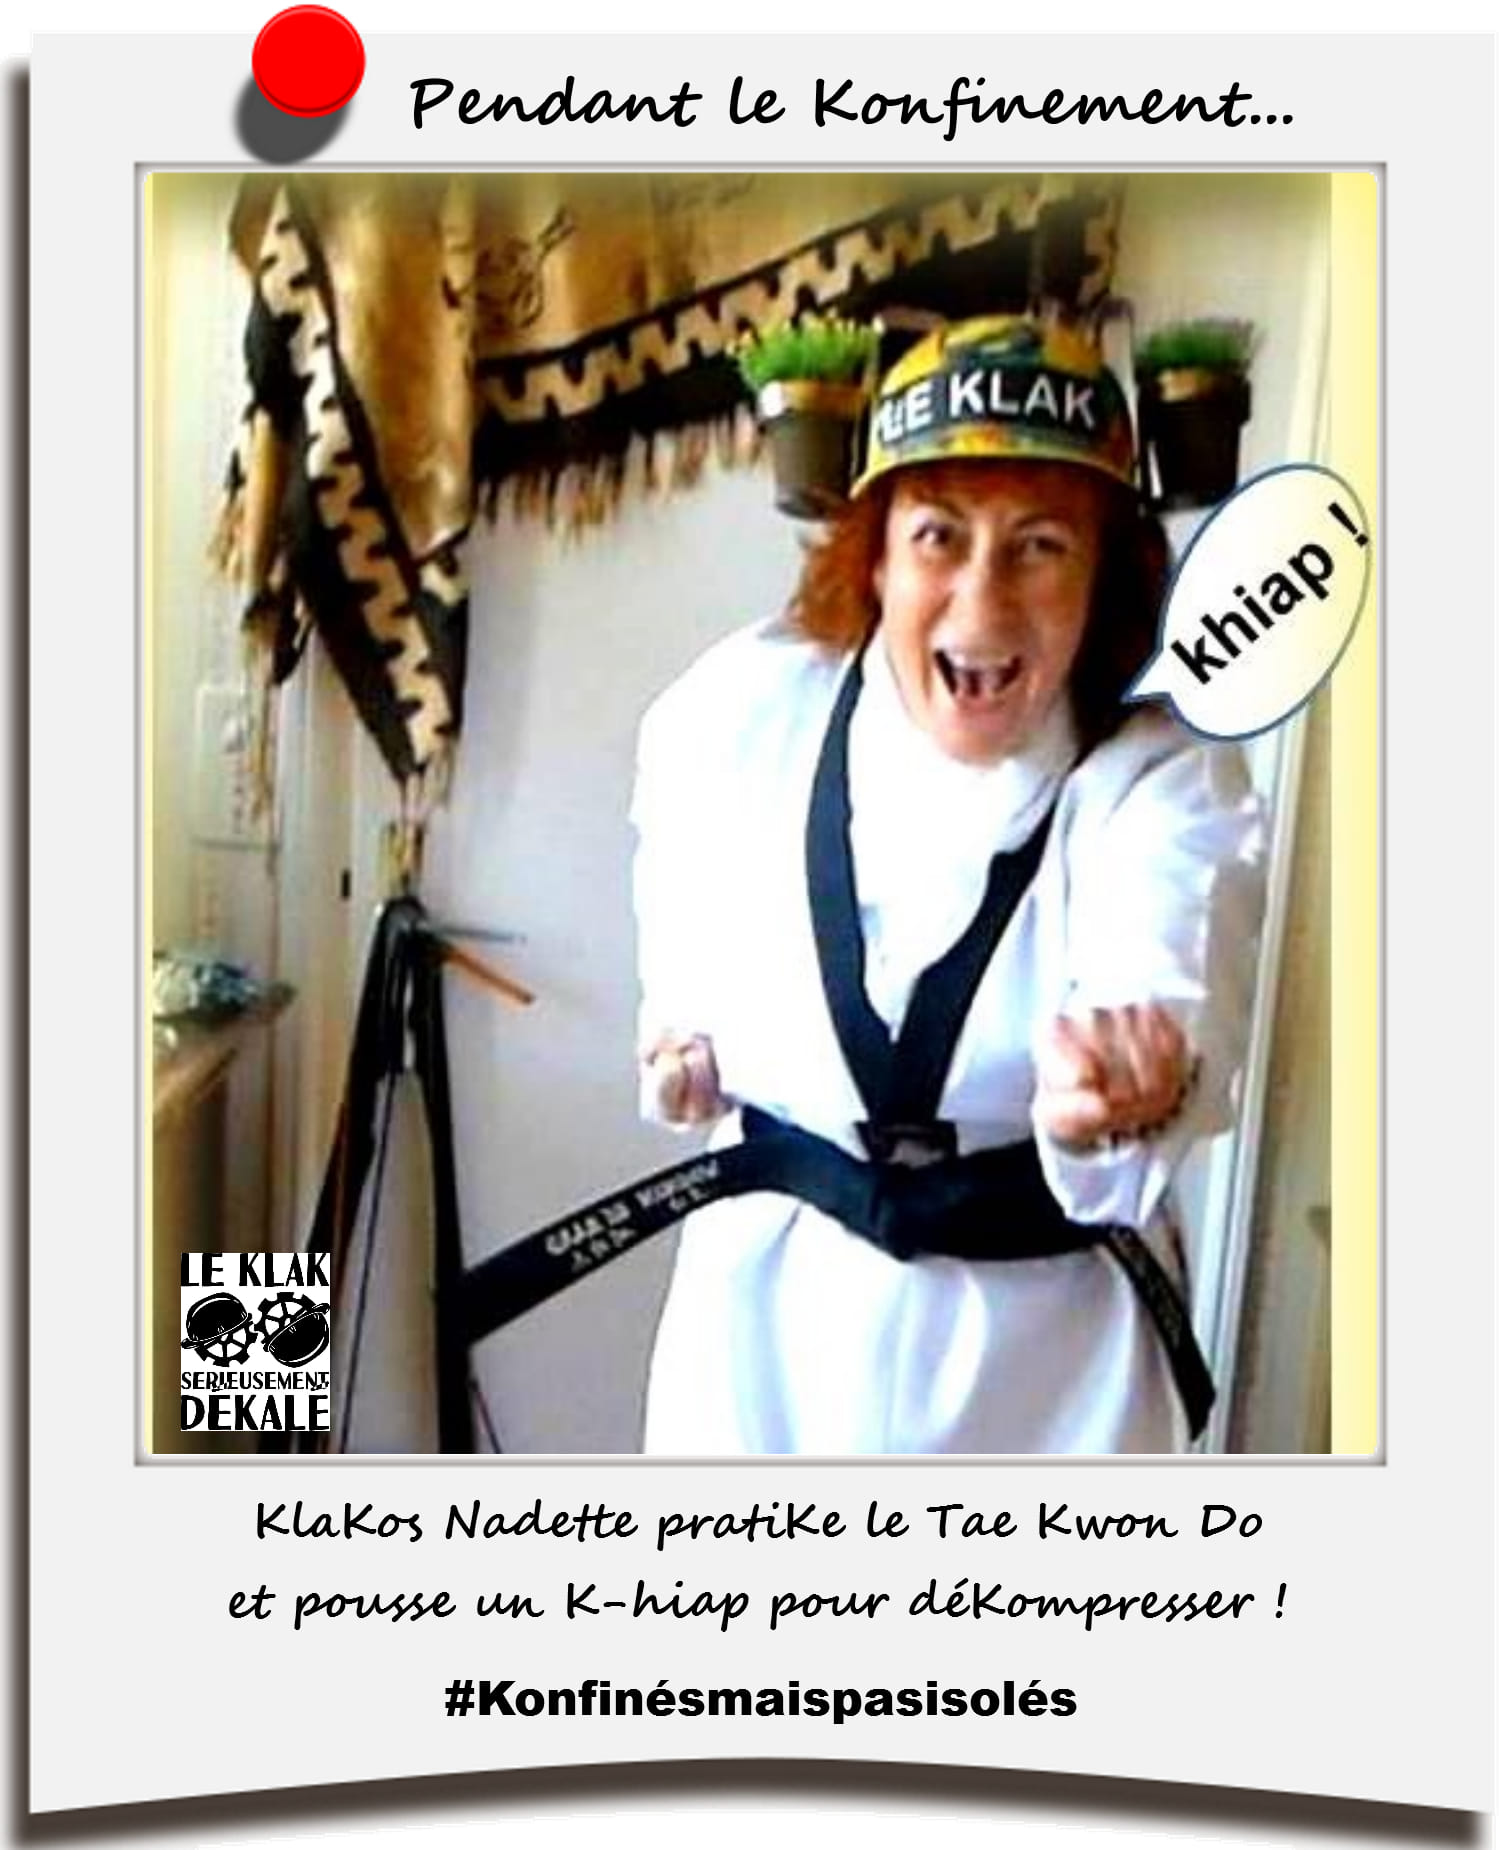 Pendant le Konfinement...
LE KLAK
khiap !
LE KLAK
SERIEUSEMENT
DÉKALÉ
KlaKos Nadette pratiKe le Tae Kwon Do
et pousse un K-hiap pour déKompresser !
#Konfinésmaispasisolés